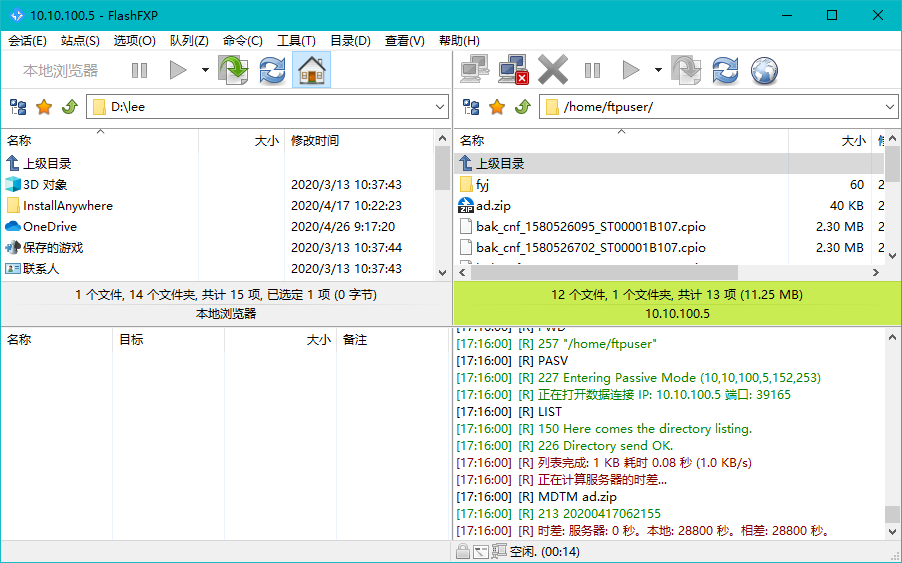 10.10.100.5 - FlashFXP
会话(E) 站点(S) 选项(O) 队列(Z) 命令(C) 工具(T) 目录(D) 查看(V) 帮助(H)
本地浏览器
D:\lee
/home/ftpuser/
名称 大小 修改时间
上级目录
3D 对象 2020/3/13 10:37:43
InstallAnywhere 2020/4/17 10:22:23
OneDrive 2020/4/26 9:17:20
保存的游戏 2020/3/13 10:37:44
联系人 2020/3/13 10:37:43
1 个文件, 14 个文件夹, 共计 15 项, 已选定 1 项 (0 字节)
本地浏览器
名称 大小
上级目录
fyj 60 2
ad.zip 40 KB 2
bak_cnf_1580526095_ST00001B107.cpio 2.30 MB 2
bak_cnf_1580526702_ST00001B107.cpio 2.30 MB 2
12 个文件, 1 个文件夹, 共计 13 项 (11.25 MB)
10.10.100.5
名称 目标 大小 备注
[17:16:00] [R] PWD
[17:16:00] [R] 257 "/home/ftpuser"
[17:16:00] [R] PASV
[17:16:00] [R] 227 Entering Passive Mode (10,10,100,5,152,253)
[17:16:00] [R] 正在打开数据连接 IP: 10.10.100.5 端口: 39165
[17:16:00] [R] LIST
[17:16:00] [R] 150 Here comes the directory listing.
[17:16:00] [R] 226 Directory send OK.
[17:16:00] [R] 列表完成: 1 KB 耗时 0.08 秒 (1.0 KB/s)
[17:16:00] [R] 正在计算服务器的时差...
[17:16:00] [R] MDTM ad.zip
[17:16:00] [R] 213 20200417062155
[17:16:00] [R] 时差: 服务器: 0 秒。本地: 28800 秒。相差: 28800 秒。
空闲. (00:14)